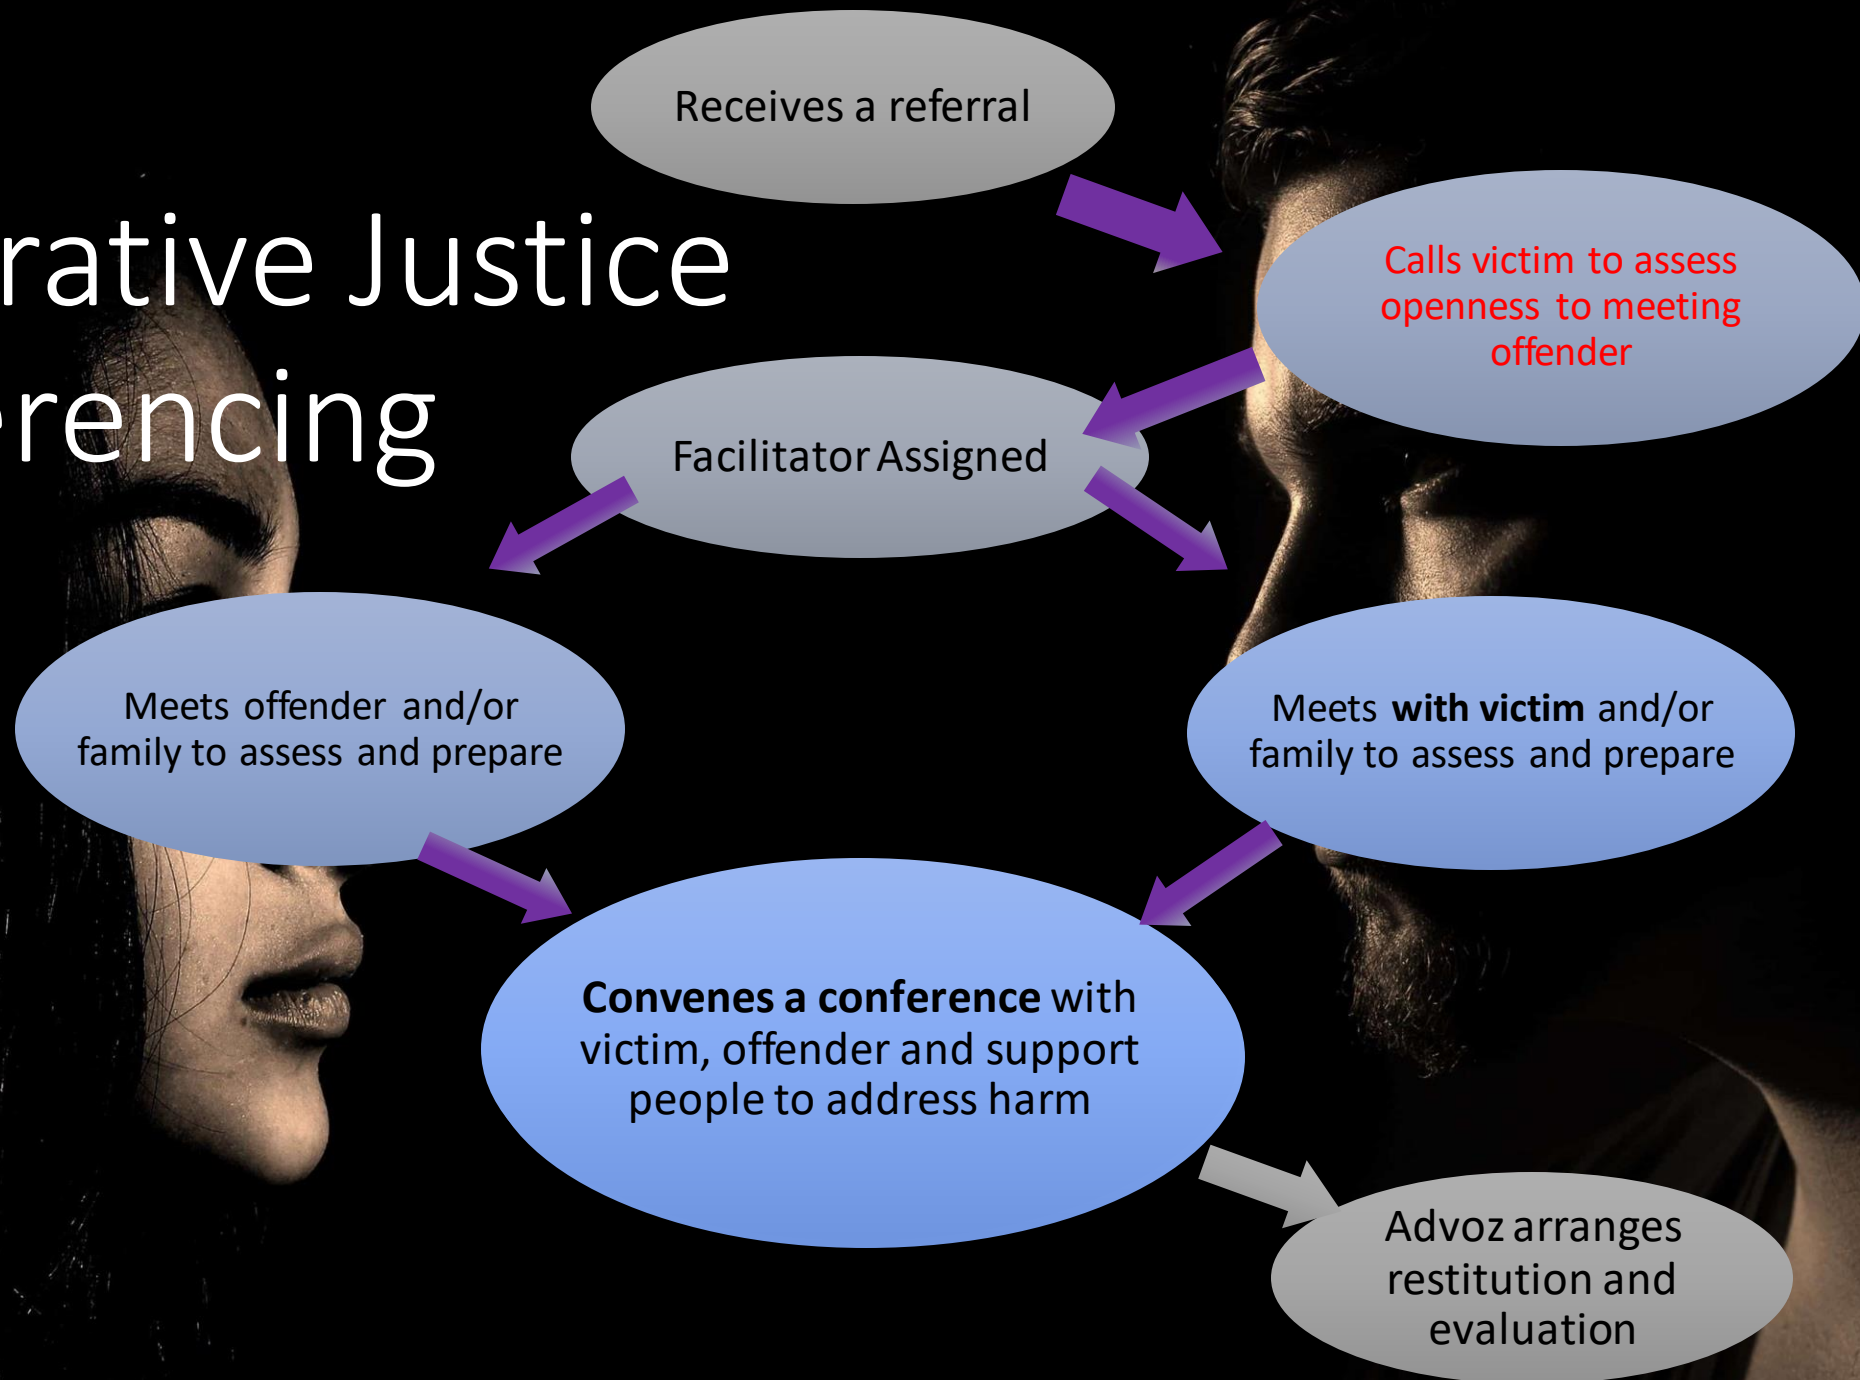 Receives a referral
rative Justice
erencing
Calls victim to assess
openness to meeting
offender
Facilitator Assigned
Meets offender and/or
family to assess and prepare
Meets with victim and/or
family to assess and prepare
Convenes a conference with
victim, offender and support
people to address harm
Advoz arranges
restitution and
evaluation